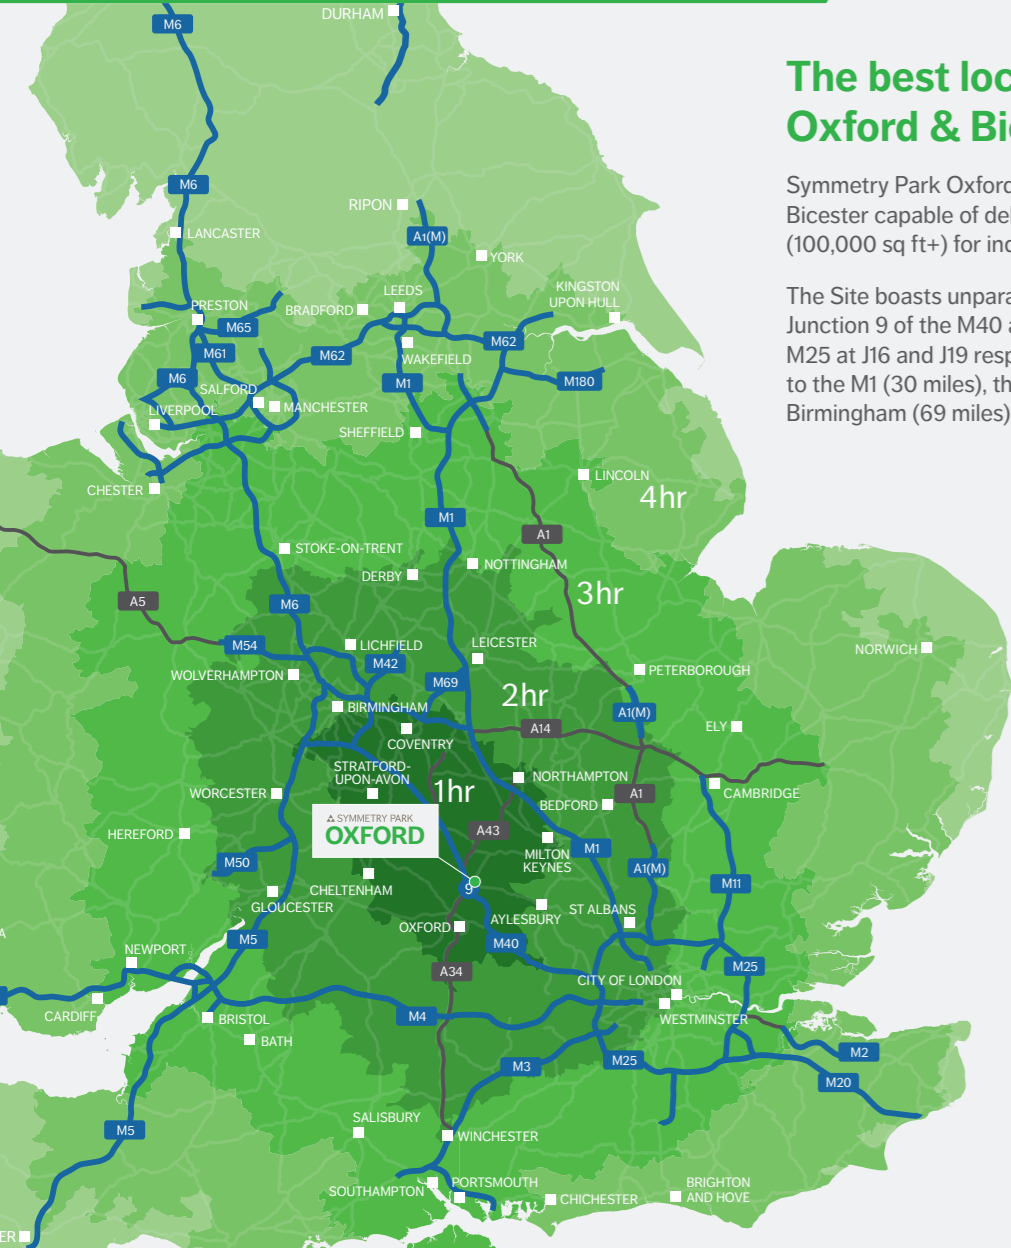 The best loc
Oxford & Bi
Symmetry Park Oxford
Bicester capable of del
(100,000 sq ft+) for inc
The Site boasts unpara
Junction 9 of the M40 a
M25 at J16 and J19 resp
to the M1 (30 miles), th
Birmingham (69 miles)
DURHAM
M6
M6
RIPON
LANCASTER
A1(M)
YORK
KINGSTON
UPON HULL
LEEDS
PRESTON
BRADFORD
M65
M62
M61
M62
WAKEFIELD
M6
M1
M180
SALFORD
LIVERPOOL
MANCHESTER
SHEFFIELD
CHESTER
LINCOLN
4hr
M1
A1
STOKE-ON-TRENT
NOTTINGHAM
DERBY
3hr
A5
M6
M54
LICHFIELD
LEICESTER
NORWICH
M42
WOLVERHAMPTON
PETERBOROUGH
M69
2hr
BIRMINGHAM
A1(M)
ELY
A14
COVENTRY
STRATFORD-
UPON-AVON
NORTHAMPTON
1hr
WORCESTER
A1
CAMBRIDGE
BEDFORD
SYMMETRY PARK
OXFORD
A43
HEREFORD
MILTON
KEYNES
M1
M50
A1(M)
M11
CHELTENHAM
9
GLOUCESTER
ST ALBANS
AYLESBURY
OXFORD
A
M5
M40
NEWPORT
M25
A34
CITY OF LONDON
CARDIFF
M4
BRISTOL
WESTMINSTER
BATH
M2
M25
M3
M20
SALISBURY
M5
WINCHESTER
PORTSMOUTH
SOUTHAMPTON
BRIGHTON
AND HOVE
CHICHESTER
ER